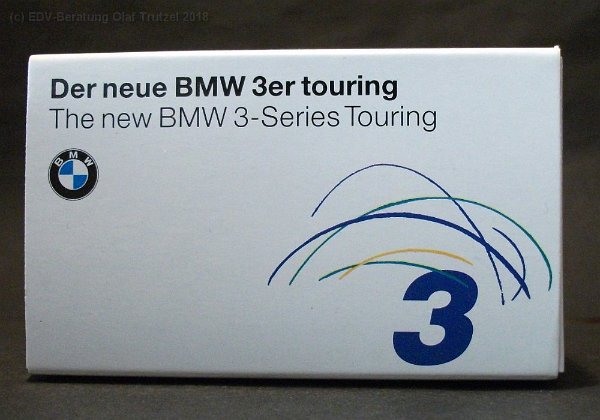 (c) EDV-Beratung Olaf Trutzel 2018
Der neue BMW 3er touring
The new BMW 3-Series Touring
BMW
3